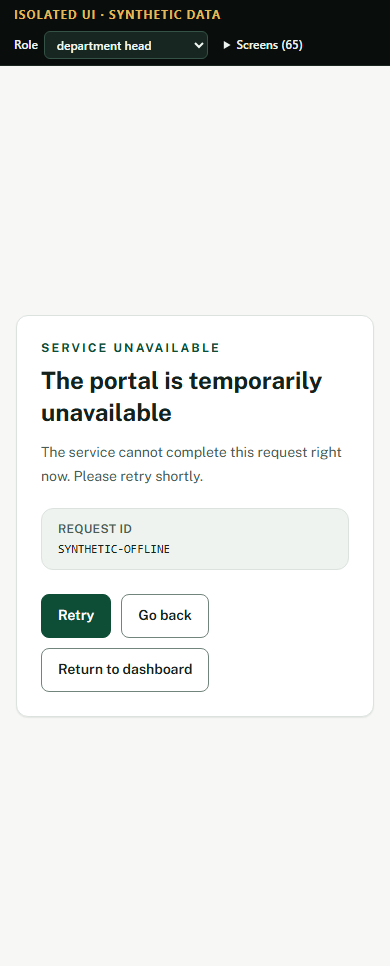 ISOLATED UI · SYNTHETIC DATA
Role department head ▶ Screens (65)
SERVICE UNAVAILABLE
The portal is temporarily
unavailable
The service cannot complete this request right
now. Please retry shortly.
REQUEST ID
SYNTHETIC-OFFLINE
Retry Go back
Return to dashboard